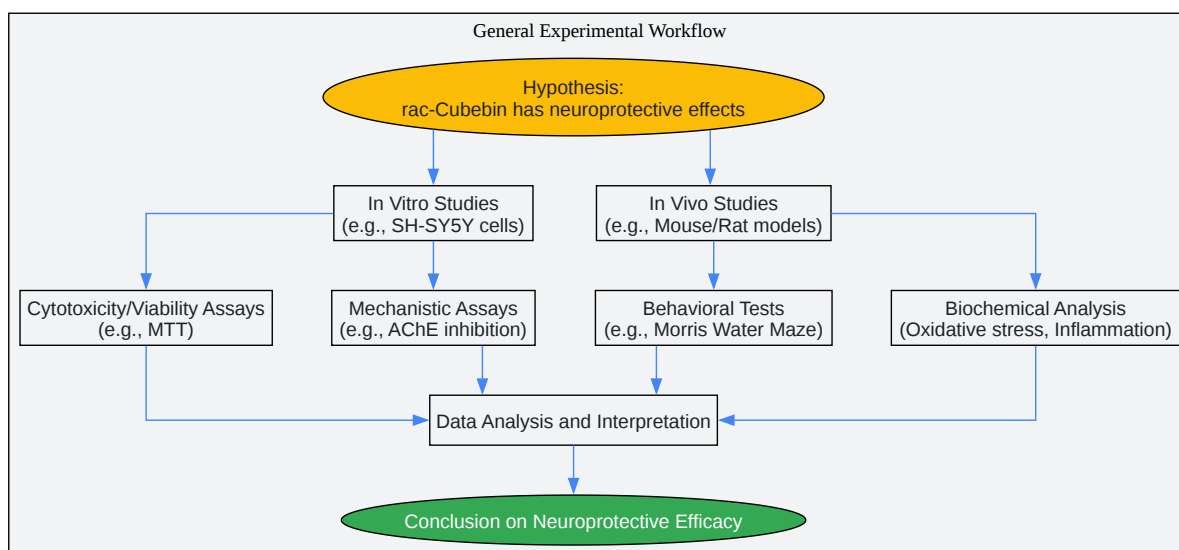 General Experimental Workflow
Hypothesis:
rac-Cubebin has neuroprotective effects
In Vitro Studies
(e.g., SH-SY5Y cells)
In Vivo Studies
(e.g., Mouse/Rat models)
Cytotoxicity/Viability Assays
(e.g., MTT)
Mechanistic Assays
(e.g., AChE inhibition)
Behavioral Tests
(e.g., Morris Water Maze)
Biochemical Analysis
(Oxidative stress, Inflammation)
Data Analysis and Interpretation
Conclusion on Neuroprotective Efficacy